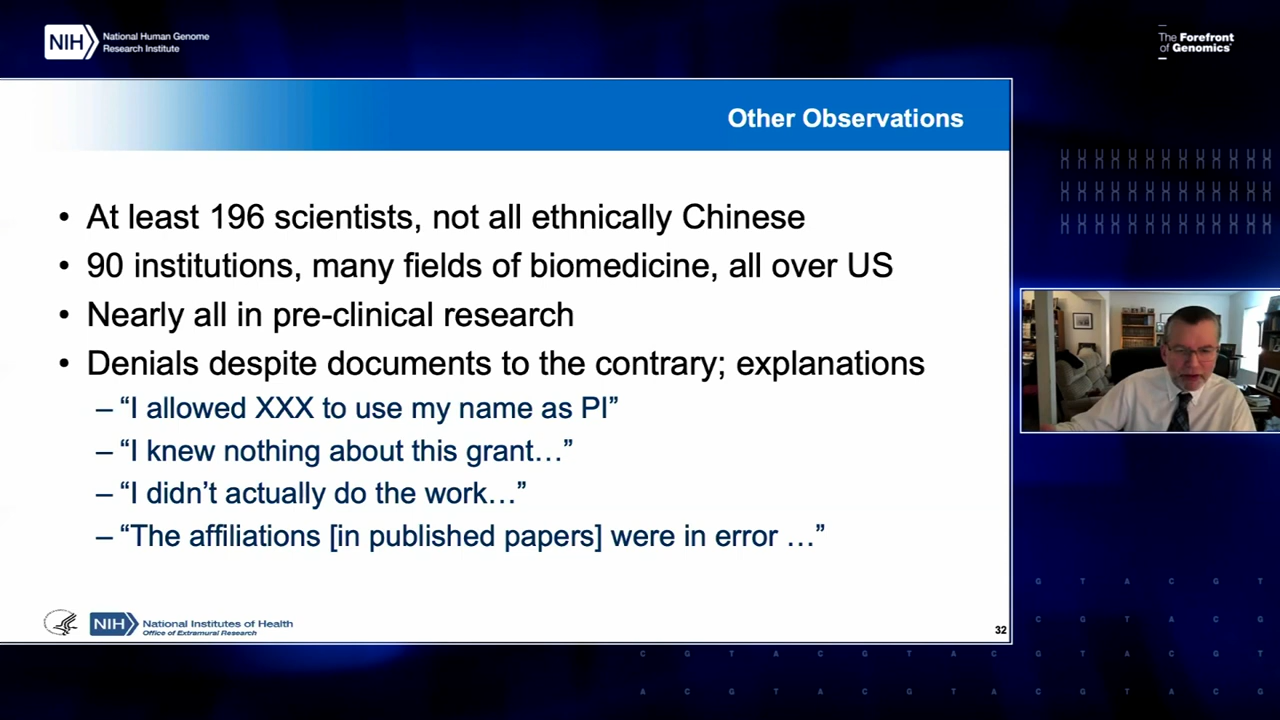 NIH
National Human Genome
Research Institute
The Forefront
of Genomics®
Other Observations
• At least 196 scientists, not all ethnically Chinese
• 90 institutions, many fields of biomedicine, all over US
• Nearly all in pre-clinical research
• Denials despite documents to the contrary; explanations
– “I allowed XXX to use my name as PI”
– “I knew nothing about this grant…”
– “I didn’t actually do the work…”
– “The affiliations [in published papers] were in error …”
NIH
National Institutes of Health
Office of Extramural Research
32
G T A C G T
C G T A C G
C G T A C G T A C G T A C G T
A C G T A C G T A C G T A C G